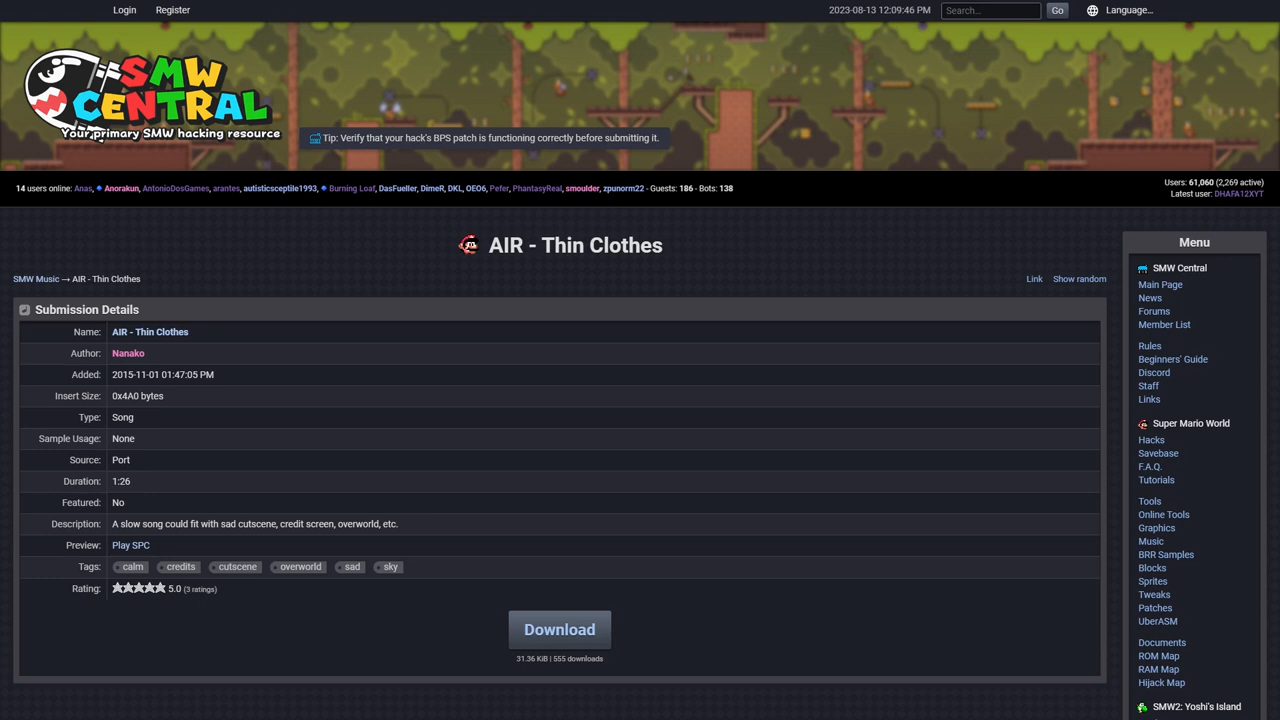 Login Register 2023-08-13 12:09:46 PM Search... Go Language...
SMW
CENTRAL
Your primary SMW hacking resource
Tip: Verify that your hack's BPS patch is functioning correctly before submitting it.
14 users online: Anas, Anorakun, AntonioDosGames, arantes, autisticsceptile1993, Burning Loaf, DasFueller, DimeR, DKL, OEO6, Pefer, PhantasyReal, smoulder, zpunorm22 - Guests: 186 - Bots: 138
Users: 61,060 (2,269 active)
Latest user: DHAFA12XYT
AIR - Thin Clothes
SMW Music → AIR - Thin Clothes
Link Show random
Submission Details
Name: AIR - Thin Clothes
Author: Nanako
Added: 2015-11-01 01:47:05 PM
Insert Size: 0x4A0 bytes
Type: Song
Sample Usage: None
Source: Port
Duration: 1:26
Featured: No
Description: A slow song could fit with sad cutscene, credit screen, overworld, etc.
Preview: Play SPC
Tags: calm credits cutscene overworld sad sky
Rating: 5.0 (3 ratings)
Download
31.36 KiB | 555 downloads
Menu
SMW Central
Main Page
News
Forums
Member List
Rules
Beginners' Guide
Discord
Staff
Links
Super Mario World
Hacks
Savebase
F.A.Q.
Tutorials
Tools
Online Tools
Graphics
Music
BRR Samples
Blocks
Sprites
Tweaks
Patches
UberASM
Documents
ROM Map
RAM Map
Hijack Map
SMW2: Yoshi's Island